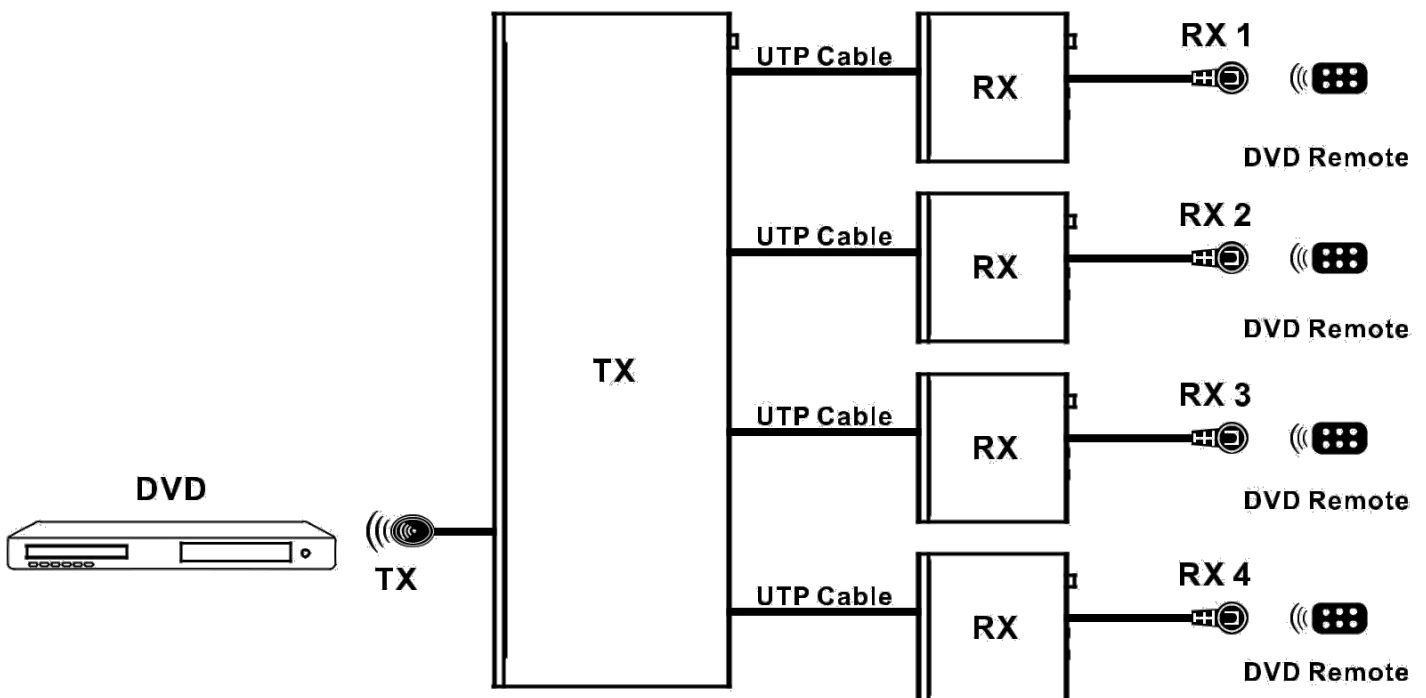 UTP Cable
RX
RX 1
DVD Remote
UTP Cable
RX
RX 2
DVD Remote
TX
UTP Cable
RX
RX 3
DVD Remote
DVD
TX
UTP Cable
RX
RX 4
DVD Remote